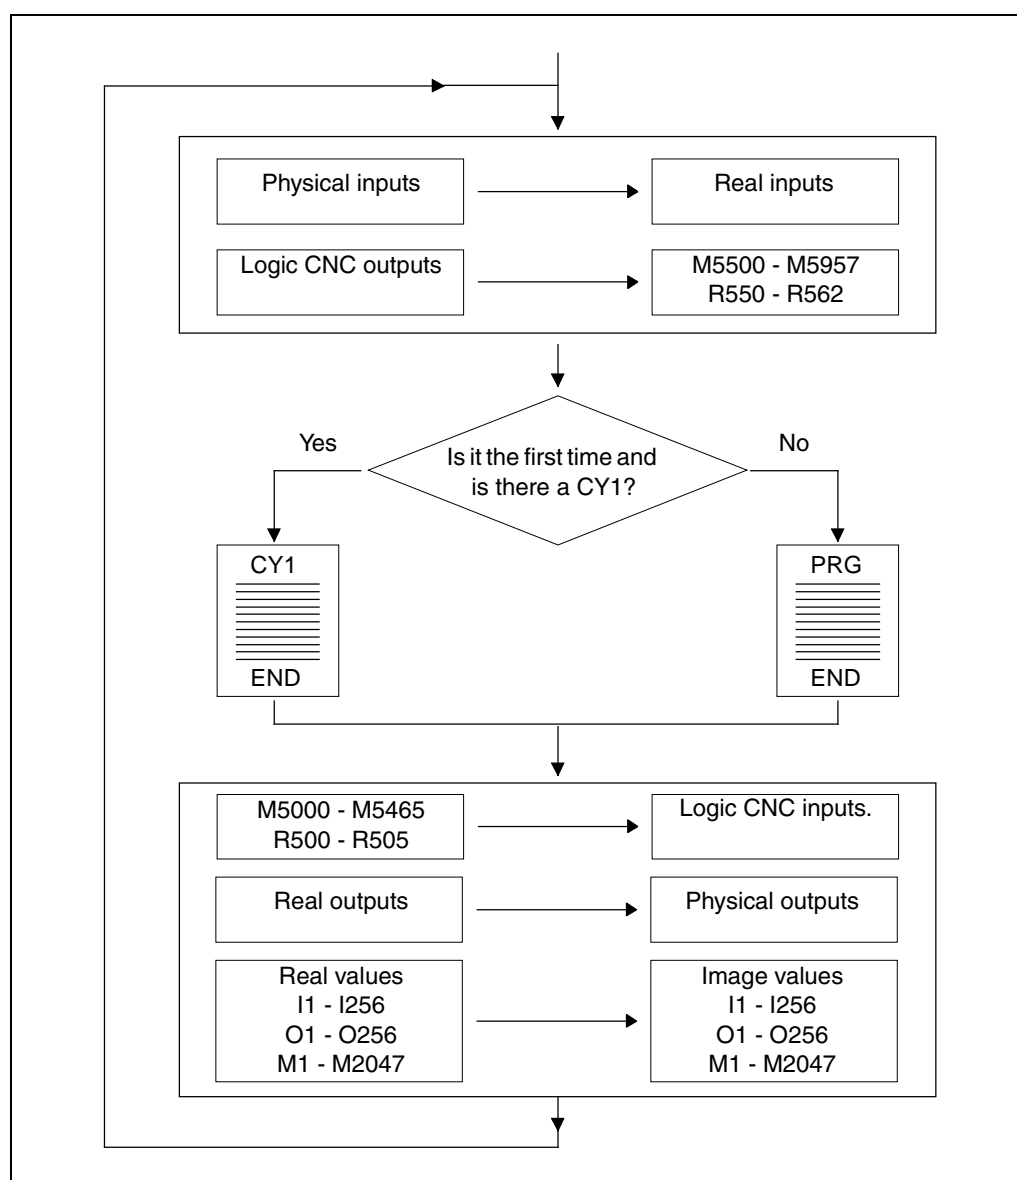 Physical inputs
Real inputs
Logic CNC outputs
M5500 - M5957
R550 - R562
Yes
No
Is it the first time and
is there a CY1?
CY1
END
PRG
END
M5000 - M5465
R500 - R505
Logic CNC inputs.
Real outputs
Physical outputs
Real values
I1 - I256
O1 - O256
M1 - M2047
Image values
I1 - I256
O1 - O256
M1 - M2047